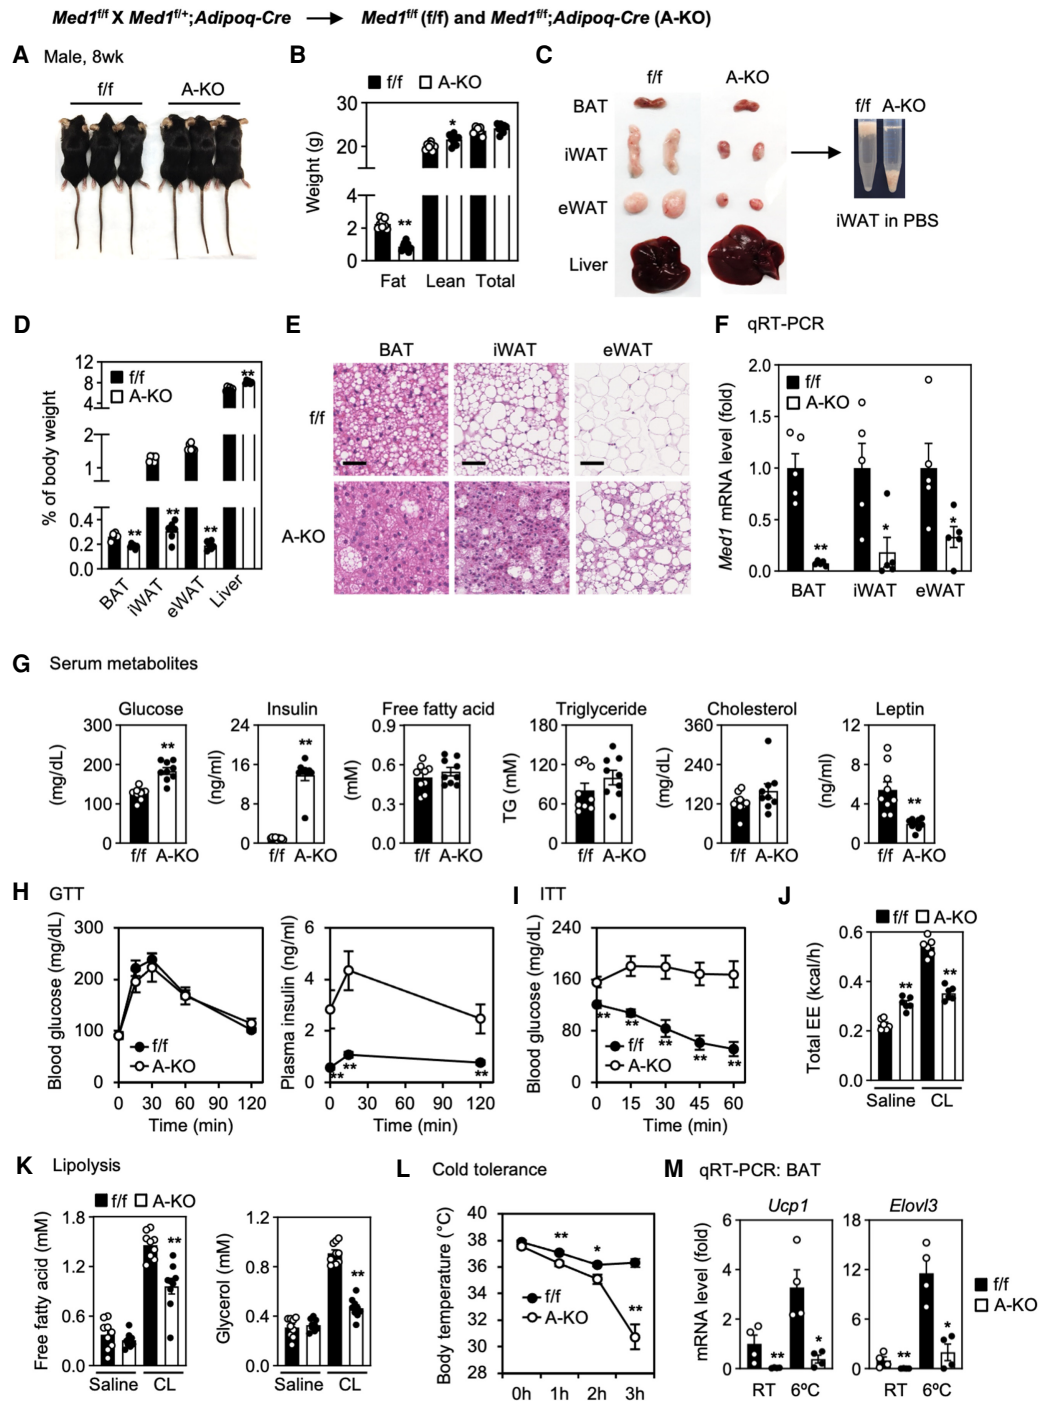 Med1f/f X Med1f/+;Adipoq-Cre → Med1f/f (f/f) and Med1f/f;Adipoq-Cre (A-KO)
A Male, 8wk
f/f A-KO
B
f/f A-KO
Weight (g)
30
20
4
2
0
* **
Fat Lean Total
C
f/f A-KO
BAT
iWAT
eWAT
Liver
f/f A-KO
iWAT in PBS
D
f/f
A-KO
% of body weight
12
8
4
2
1
0.4
0.2
0.0
** ** ** **
BAT iWAT eWAT Liver
E
BAT iWAT eWAT
f/f
A-KO
F qRT-PCR
f/f
A-KO
Med1 mRNA level (fold)
2.0
1.5
1.0
0.5
0.0
** * *
BAT iWAT eWAT
G Serum metabolites
Glucose
(mg/dL)
300
200
100
0
**
f/f A-KO
Insulin
(ng/ml)
24
16
8
0
**
f/f A-KO
Free fatty acid
(mM)
0.9
0.6
0.3
0.0
f/f A-KO
Triglyceride
TG (mM)
180
120
60
0
f/f A-KO
Cholesterol
(mg/dL)
360
240
120
0
f/f A-KO
Leptin
(ng/ml)
12
8
4
0
**
f/f A-KO
H GTT
Blood glucose (mg/dL)
300
200
100
0
f/f
A-KO
0 30 60 90 120
Time (min)
Plasma insulin (ng/ml)
6
4
2
0
** ** **
0 30 60 90 120
Time (min)
I ITT
Blood glucose (mg/dL)
240
160
80
0
** ** ** ** **
f/f
A-KO
0 15 30 45 60
Time (min)
J
f/f A-KO
Total EE (kcal/h)
0.6
0.4
0.2
0.0
** **
Saline CL
K Lipolysis
f/f A-KO
Free fatty acid (mM)
1.8
1.2
0.6
0.0
**
Saline CL
Glycerol (mM)
1.2
0.8
0.4
0.0
**
Saline CL
L Cold tolerance
Body temperature (°C)
40
38
36
34
32
30
28
** * **
f/f
A-KO
0h 1h 2h 3h
M qRT-PCR: BAT
mRNA level (fold)
Ucp1
6
4
2
0
** *
RT 6ºC
Elovl3
18
12
6
0
** *
RT 6ºC
f/f
A-KO